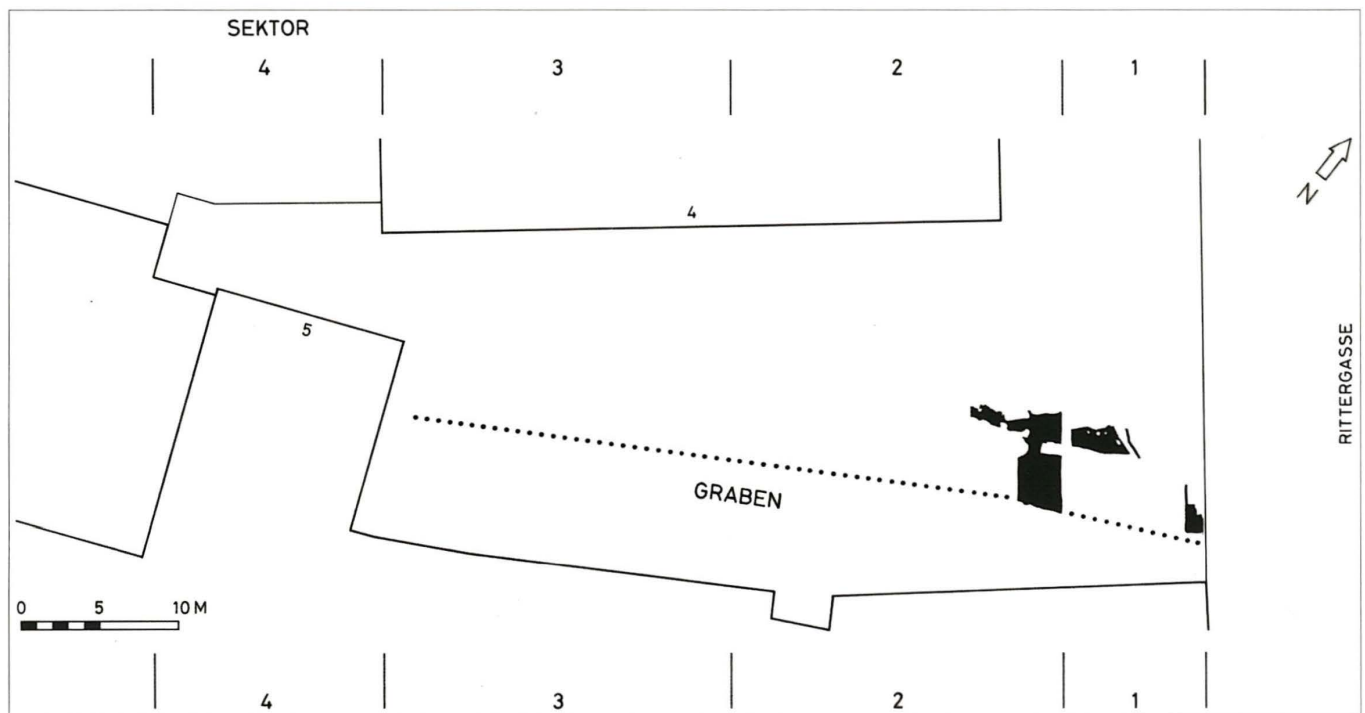 SEKTOR
4 3 2 1
N
4
5
RITTERGASSE
GRABEN
0 5 10 M
4 3 2 1